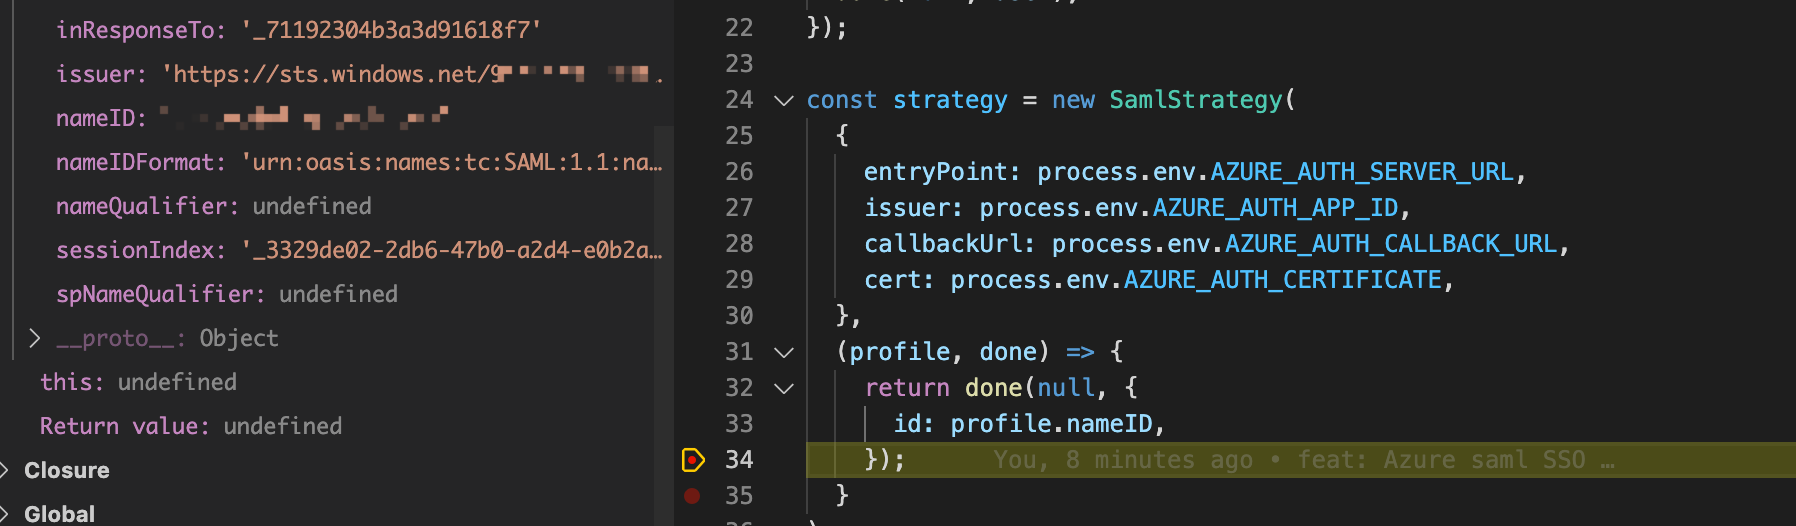 inResponseTo: '_71192304b3a3d91618f7'
issuer: 'https://sts.windows.net/9
nameID:
nameIDFormat: 'urn:oasis:names:tc:SAML:1.1:na…
nameQualifier: undefined
sessionIndex: '_3329de02-2db6-47b0-a2d4-e0b2a…
spNameQualifier: undefined
__proto__: Object
this: undefined
Return value: undefined
Closure
Global
22 });
23
24 const strategy = new SamlStrategy(
25 {
26 entryPoint: process.env.AZURE_AUTH_SERVER_URL,
27 issuer: process.env.AZURE_AUTH_APP_ID,
28 callbackUrl: process.env.AZURE_AUTH_CALLBACK_URL,
29 cert: process.env.AZURE_AUTH_CERTIFICATE,
30 },
31 (profile, done) => {
32 return done(null, {
33 id: profile.nameID,
34 }); You, 8 minutes ago • feat: Azure saml SSO …
35 }